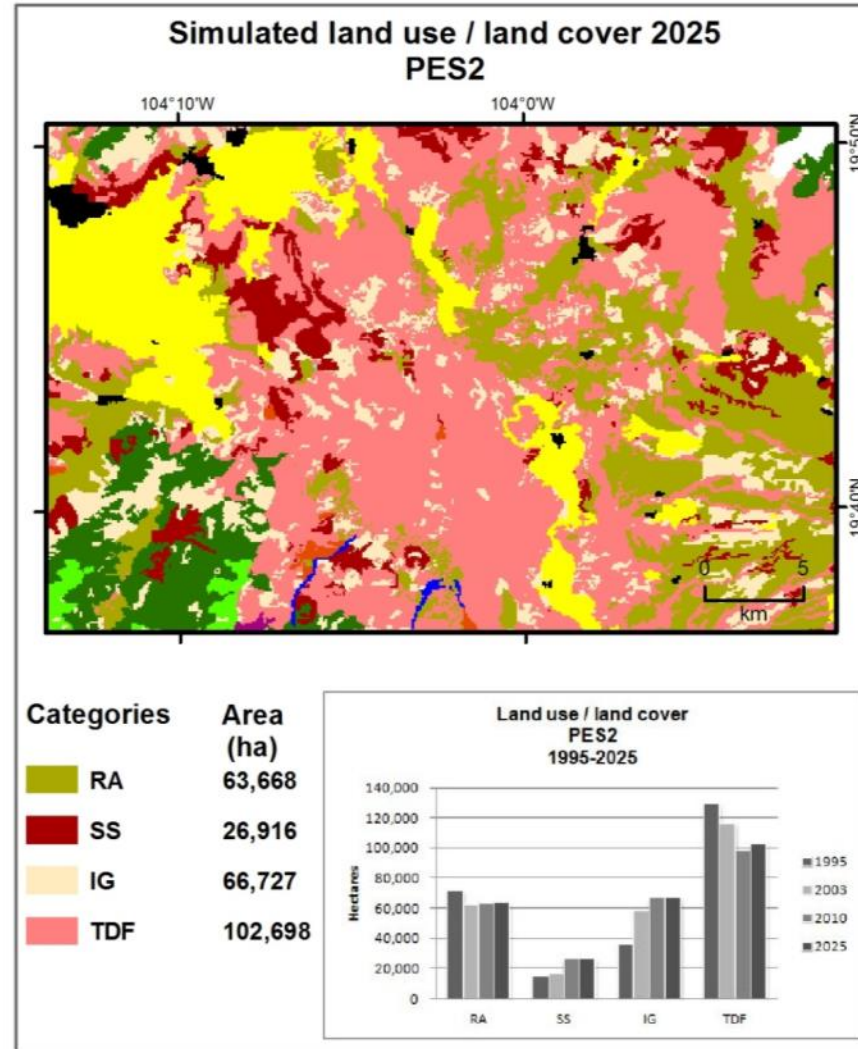 Simulated land use / land cover 2025
PES2
104°10'W 104°0'W
19°50'N
19°40'N
0 5
km
Categories Area
(ha)
RA 63,668
SS 26,916
IG 66,727
TDF 102,698
Land use / land cover
PES2
1995-2025
Hectares
140,000
120,000
100,000
80,000
60,000
40,000
20,000
0
RA SS IG TDF
1995
2003
2010
2025